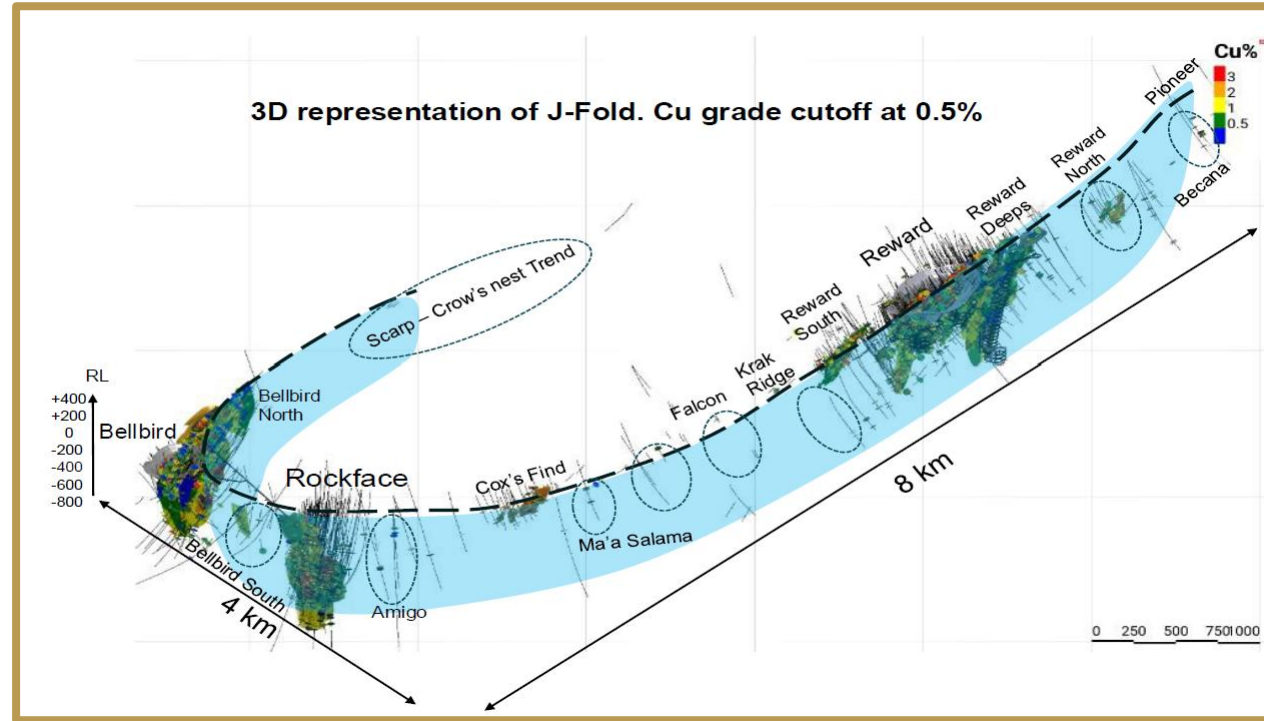 3D representation of J-Fold. Cu grade cutoff at 0.5%
Cu%
3
2
1
0.5
Pioneer
Becana
Reward
North
Reward
Deeps
Reward
Reward
South
Krak
Ridge
Falcon
Scarp – Crow's nest Trend
RL
+400
+200
0
-200
-400
-600
-800
Bellbird
Bellbird
North
Rockface
Cox's Find
Ma'a Salama
Amigo
Bellbird South
4 km
8 km
0 250 500 750 1000